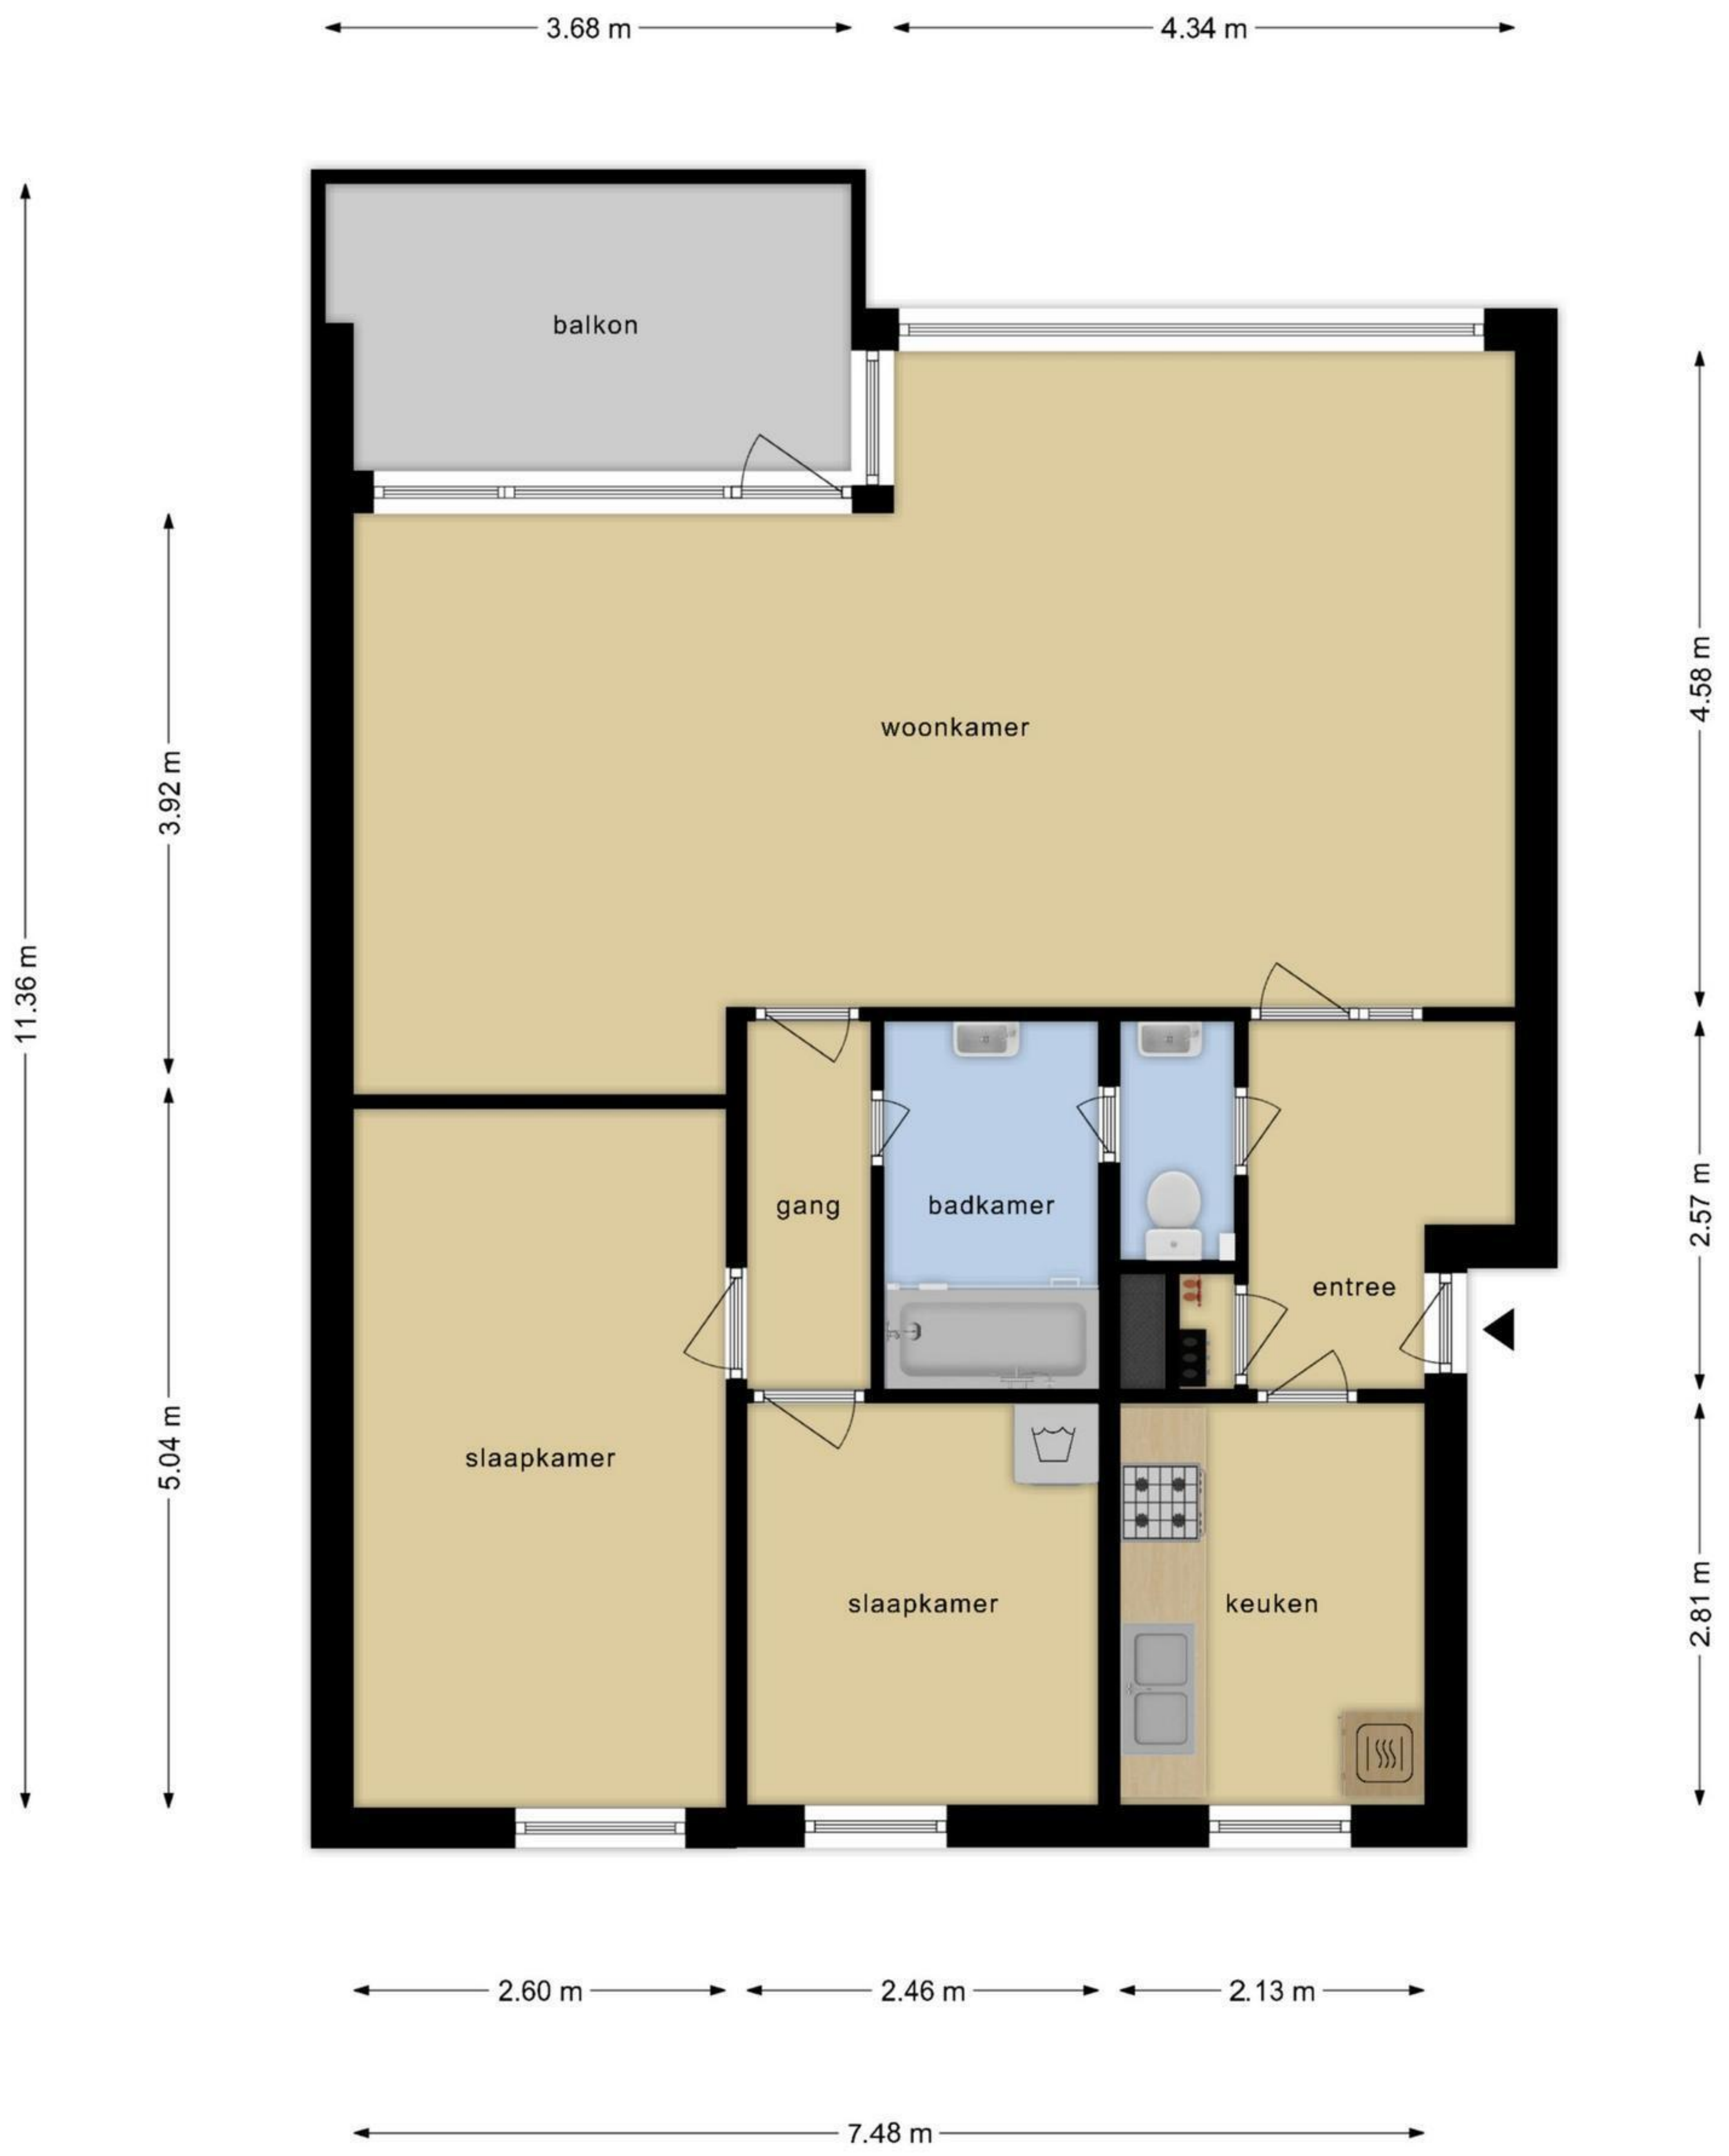 3.68 m
4.34 m
balkon
woonkamer
4.58 m
3.92 m
11.36 m
2.57 m
gang
badkamer
entree
5.04 m
slaapkamer
slaapkamer
keuken
2.81 m
2.60 m
2.46 m
2.13 m
7.48 m